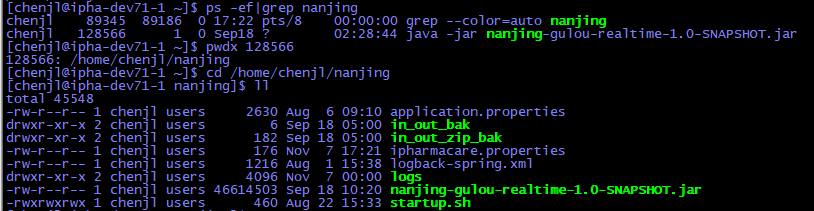 [chenjl@ipha-dev71-1 ~]$ ps -ef|grep nanjing
chenjl    89345  89186  0 17:22 pts/8    00:00:00 grep --color=auto nanjing
chenjl   128566      1  0 Sep18 ?        02:28:44 java -jar nanjing-gulou-realtime-1.0-SNAPSHOT.jar
[chenjl@ipha-dev71-1 ~]$ pwdx 128566
128566: /home/chenjl/nanjing
[chenjl@ipha-dev71-1 ~]$ cd /home/chenjl/nanjing
[chenjl@ipha-dev71-1 nanjing]$ ll
total 45548
-rw-r--r-- 1 chenjl users     2630 Aug  6 09:10 application.properties
drwxr-xr-x 2 chenjl users        6 Sep 18 05:00 in_out_bak
drwxr-xr-x 2 chenjl users      182 Sep 18 05:00 in_out_zip_bak
-rw-r--r-- 1 chenjl users      176 Nov  7 17:21 ipharmacare.properties
-rw-r--r-- 1 chenjl users     1216 Aug  1 15:38 logback-spring.xml
drwxr-xr-x 2 chenjl users     4096 Nov  7 00:00 logs
-rw-r--r-- 1 chenjl users 46614503 Sep 18 10:20 nanjing-gulou-realtime-1.0-SNAPSHOT.jar
-rwxrwxrwx 1 chenjl users      460 Aug 22 15:33 startup.sh